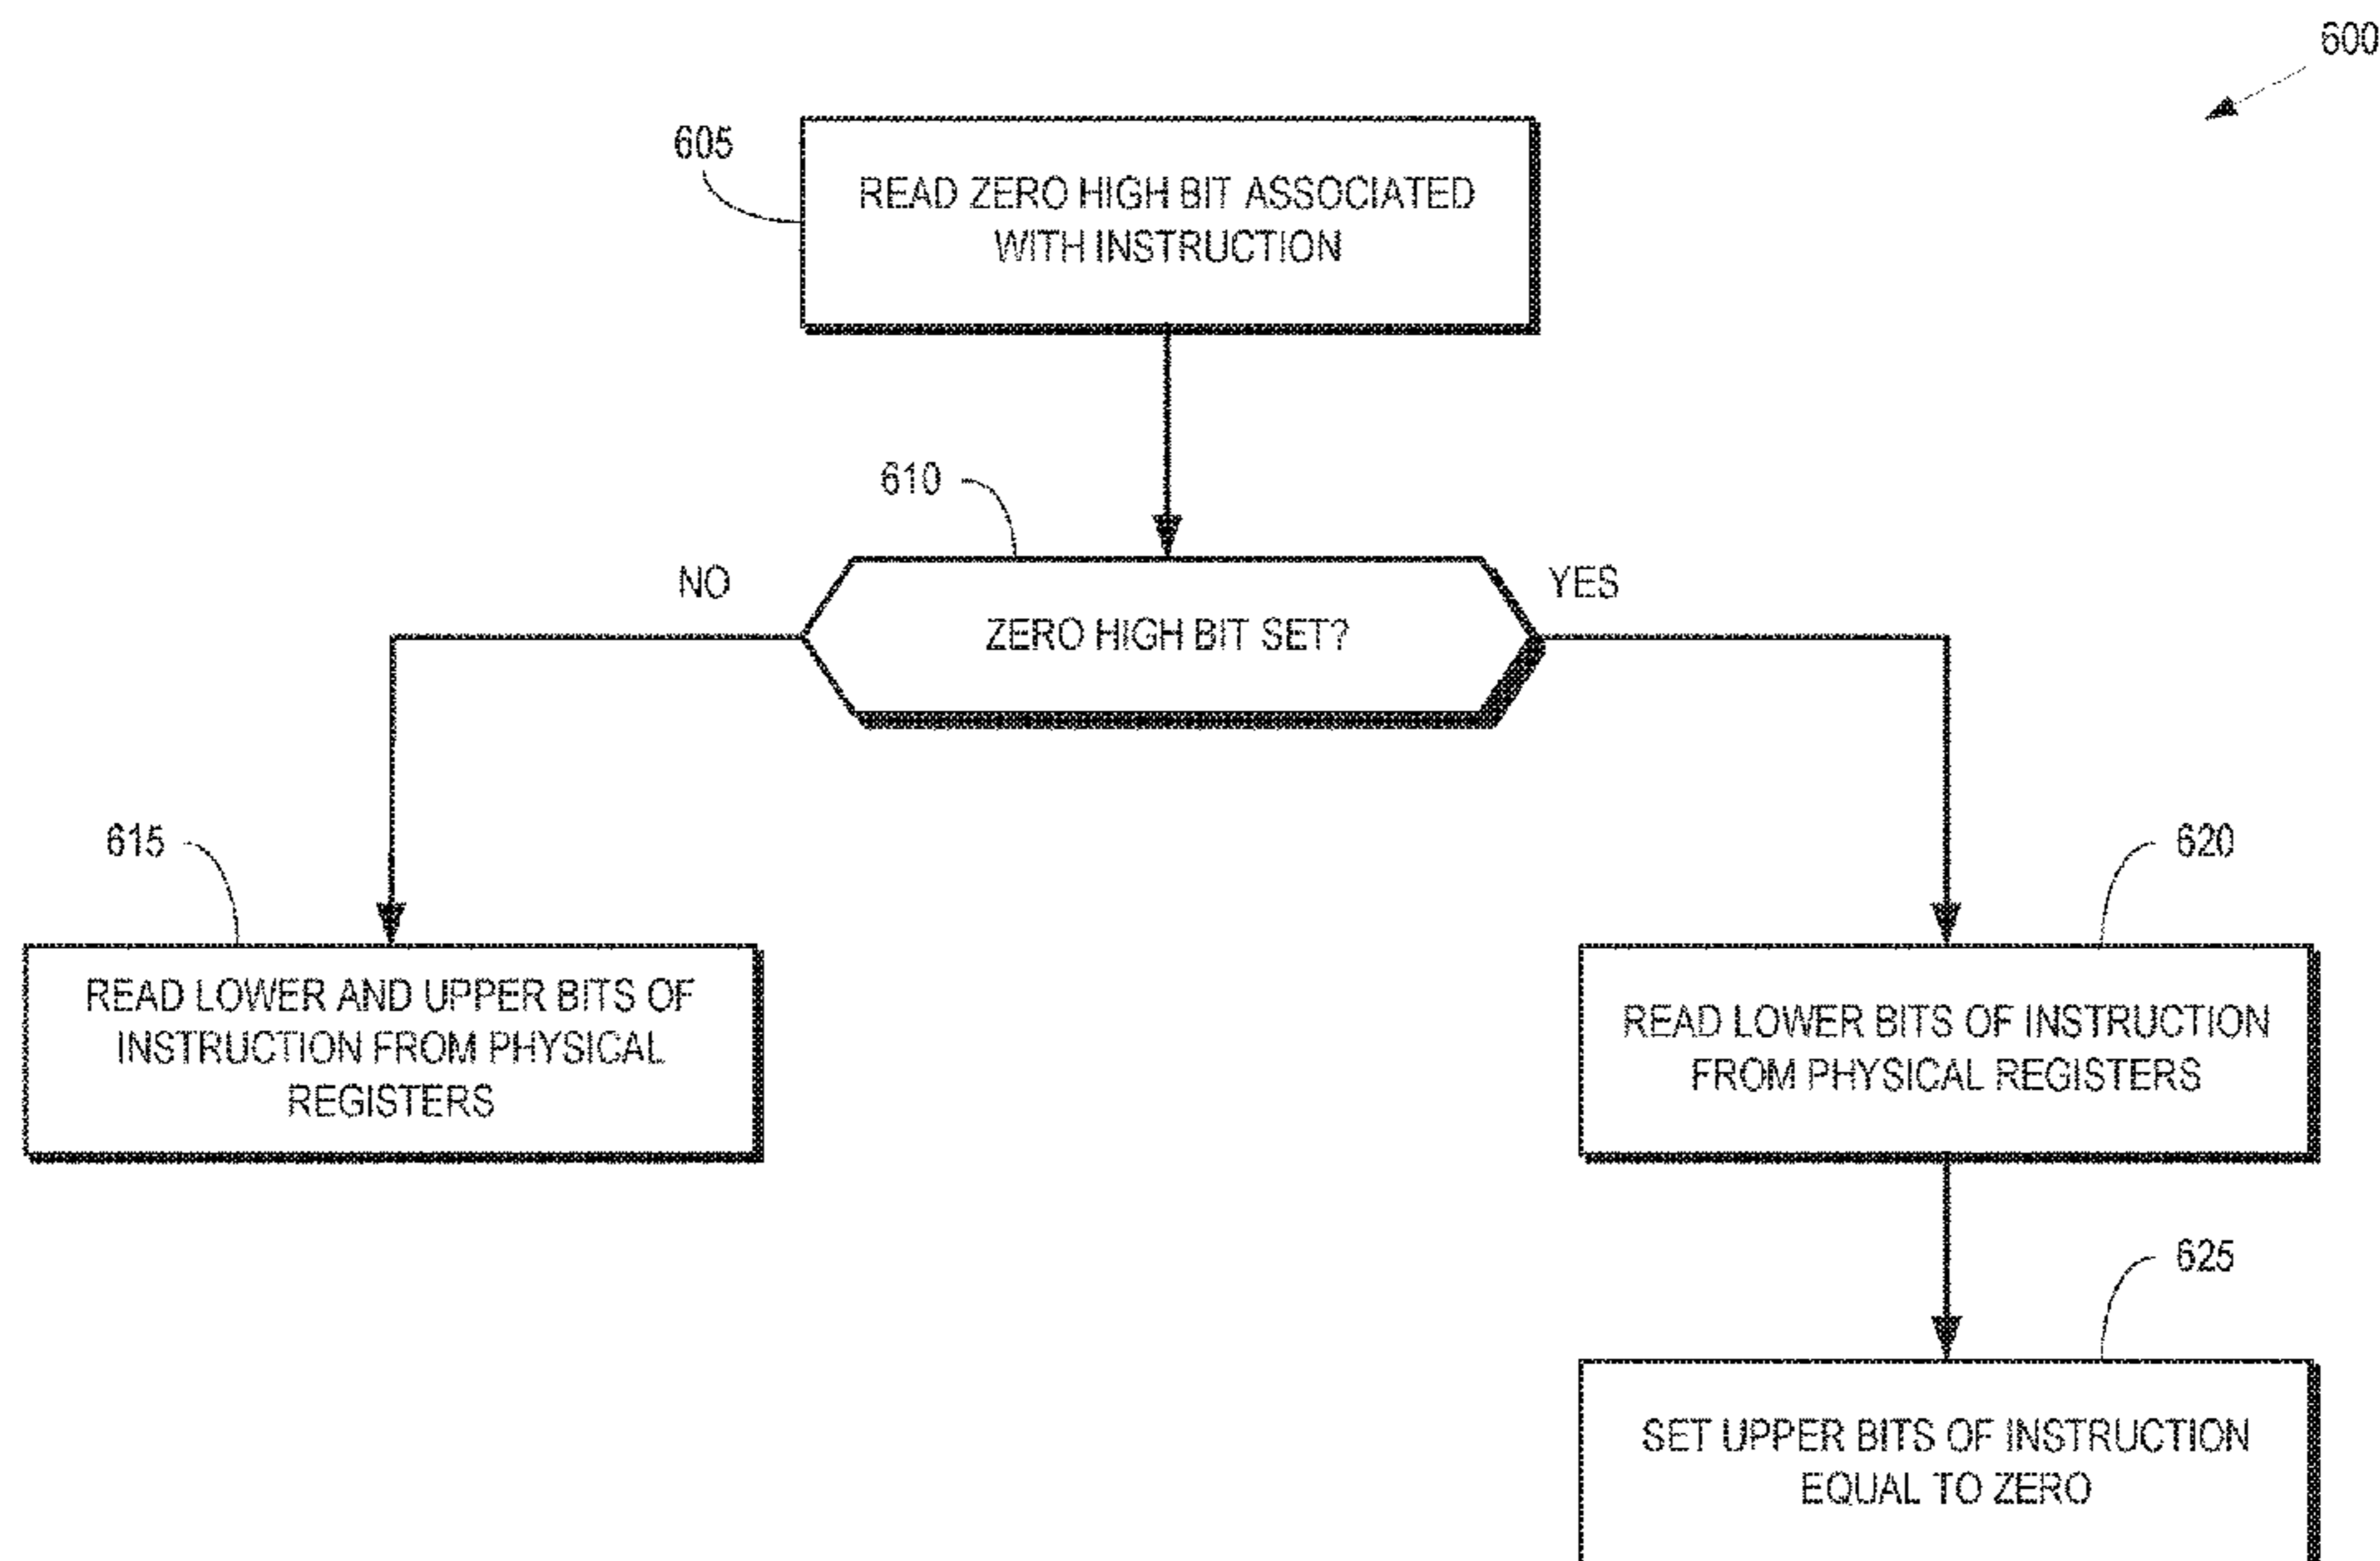 600
605
READ ZERO HIGH BIT ASSOCIATED
WITH INSTRUCTION
610
NO
YES
ZERO HIGH BIT SET?
615
620
READ LOWER AND UPPER BITS OF
INSTRUCTION FROM PHYSICAL
REGISTERS
READ LOWER BITS OF INSTRUCTION
FROM PHYSICAL REGISTERS
625
SET UPPER BITS OF INSTRUCTION
EQUAL TO ZERO